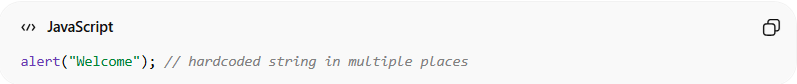 </> JavaScript
alert("Welcome"); // hardcoded string in multiple places